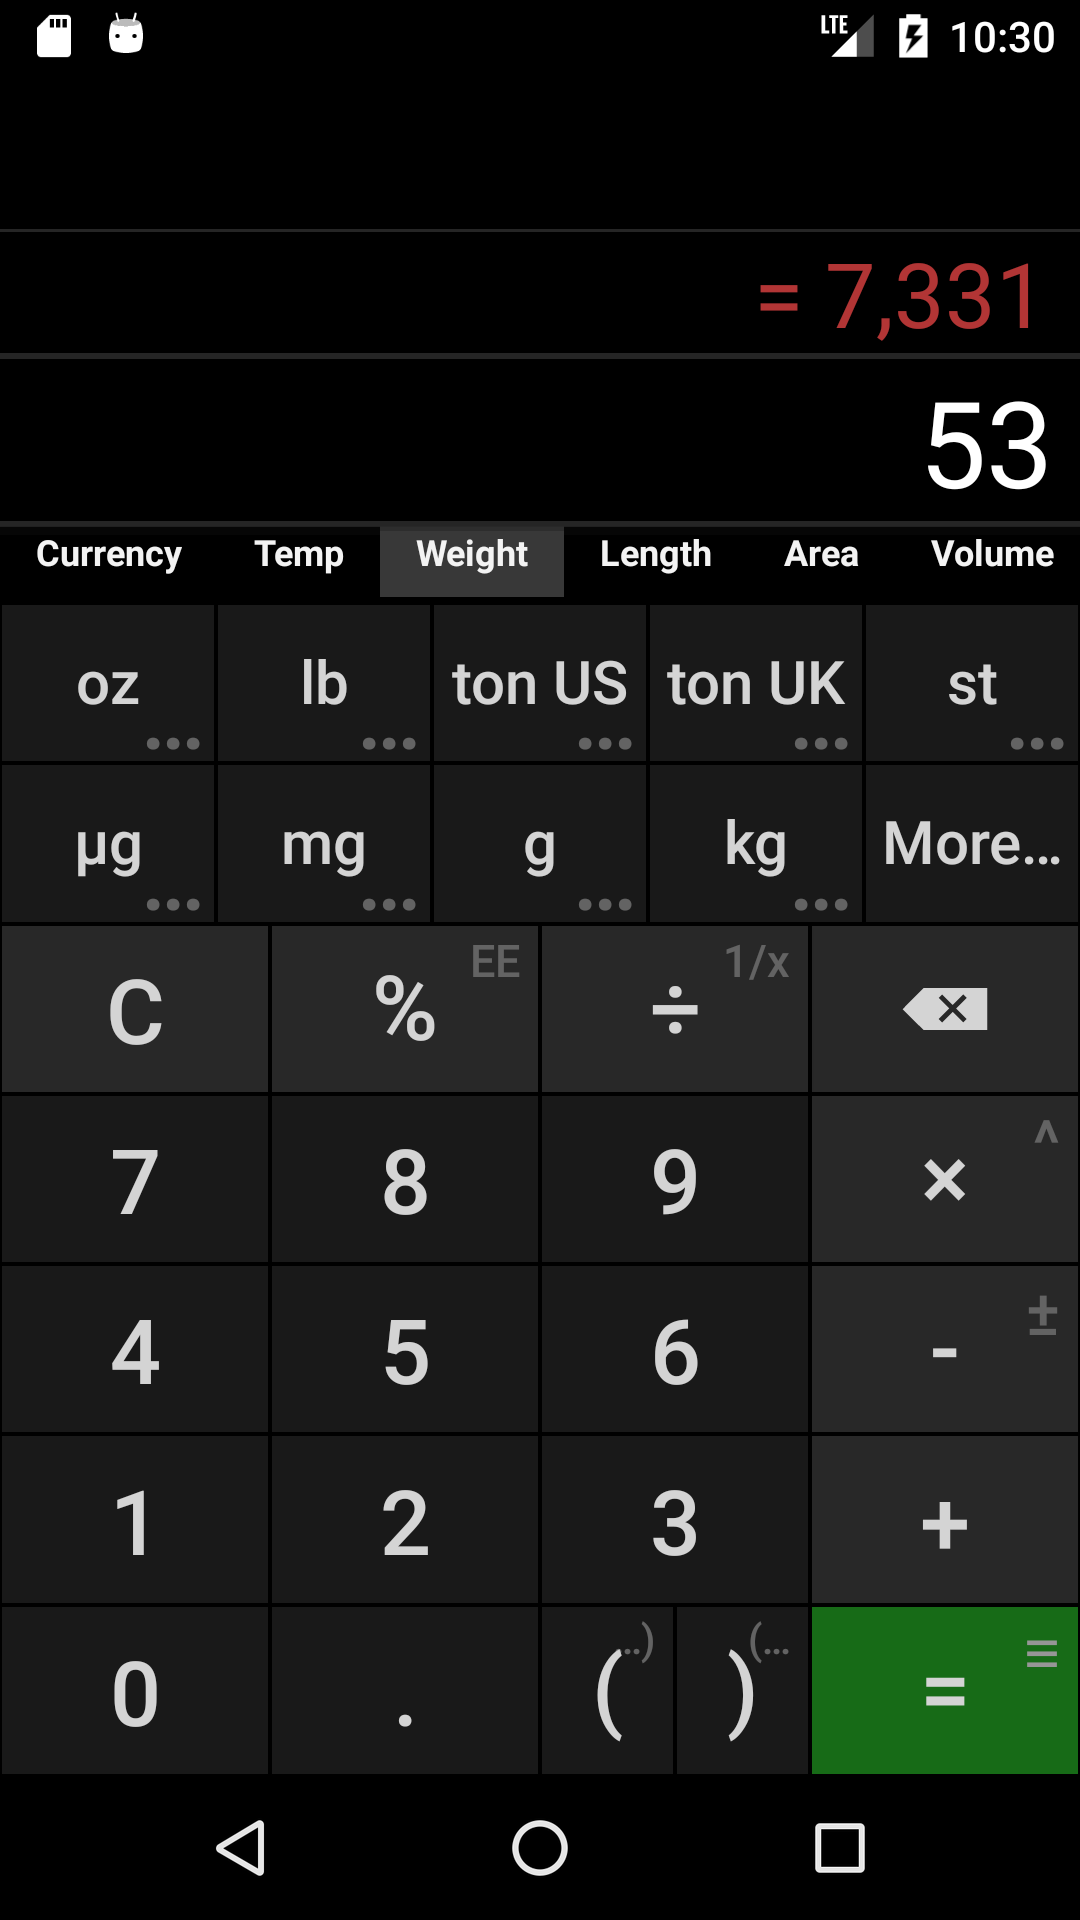 LTE 10:30
= 7,331
53
Currency Temp Weight Length Area Volume
oz lb ton US ton UK st
µg mg g kg More...
C % EE ÷ 1/x
7 8 9 × ^
4 5 6 - ±
1 2 3 +
0 . ( ..) ) (... =